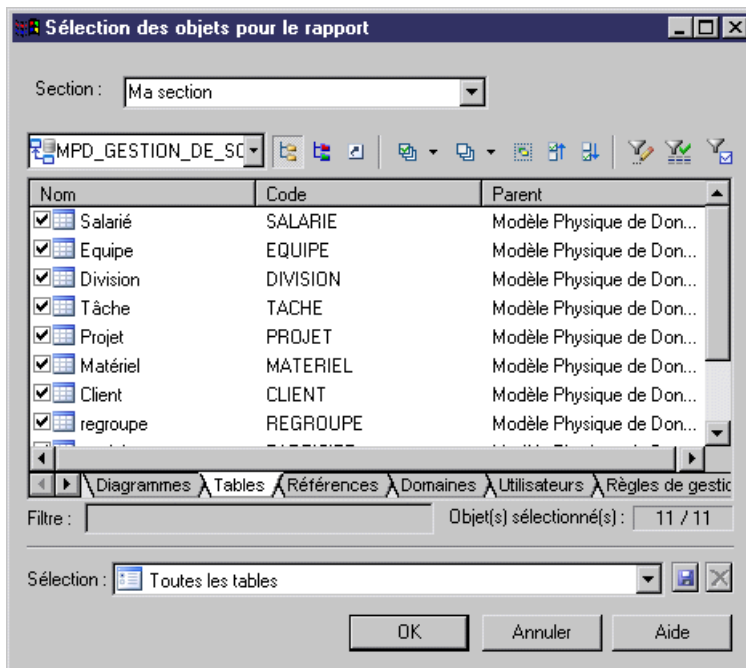 Sélection des objets pour le rapport
Section : Ma section
MPD_GESTION_DE_SC
Nom Code Parent
Salarié SALARIE Modèle Physique de Don...
Equipe EQUIPE Modèle Physique de Don...
Division DIVISION Modèle Physique de Don...
Tâche TACHE Modèle Physique de Don...
Projet PROJET Modèle Physique de Don...
Matériel MATERIEL Modèle Physique de Don...
Client CLIENT Modèle Physique de Don...
regroupe REGROUPE Modèle Physique de Don...
Diagrammes Tables Références Domaines Utilisateurs Règles de gestic
Filtre : Objet(s) sélectionné(s) : 11 / 11
Sélection : Toutes les tables
OK Annuler Aide